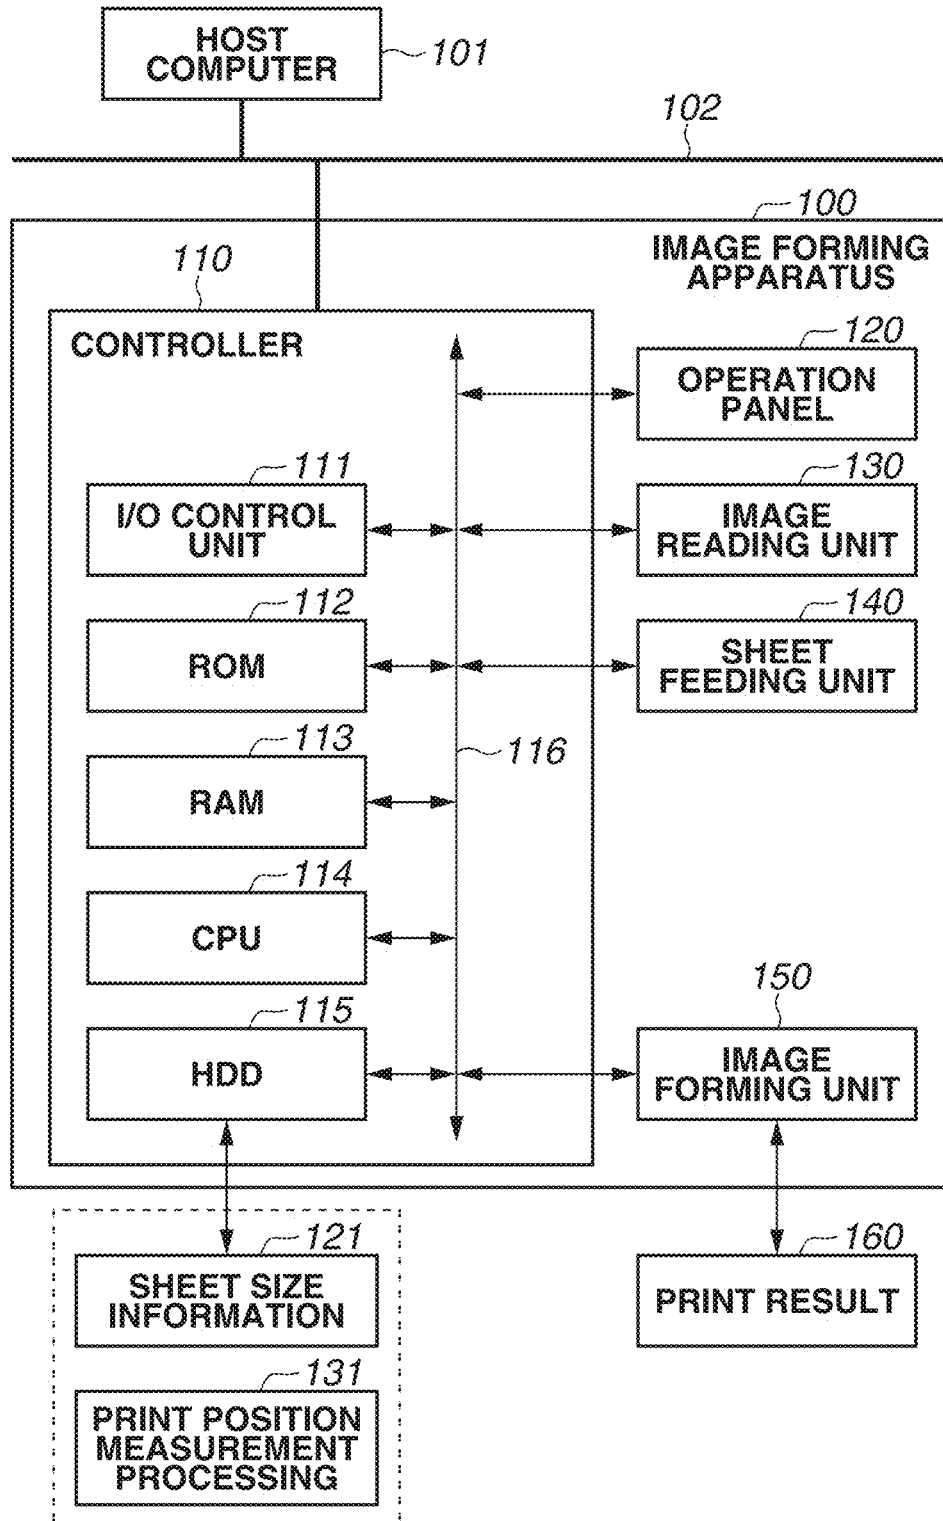 HOST
COMPUTER
101
102
100
IMAGE FORMING
APPARATUS
110
CONTROLLER
120
OPERATION
PANEL
111
I/O CONTROL
UNIT
130
IMAGE
READING UNIT
112
ROM
140
SHEET
FEEDING UNIT
113
RAM
116
114
CPU
115
HDD
150
IMAGE
FORMING UNIT
121
SHEET SIZE
INFORMATION
160
PRINT RESULT
131
PRINT POSITION
MEASUREMENT
PROCESSING